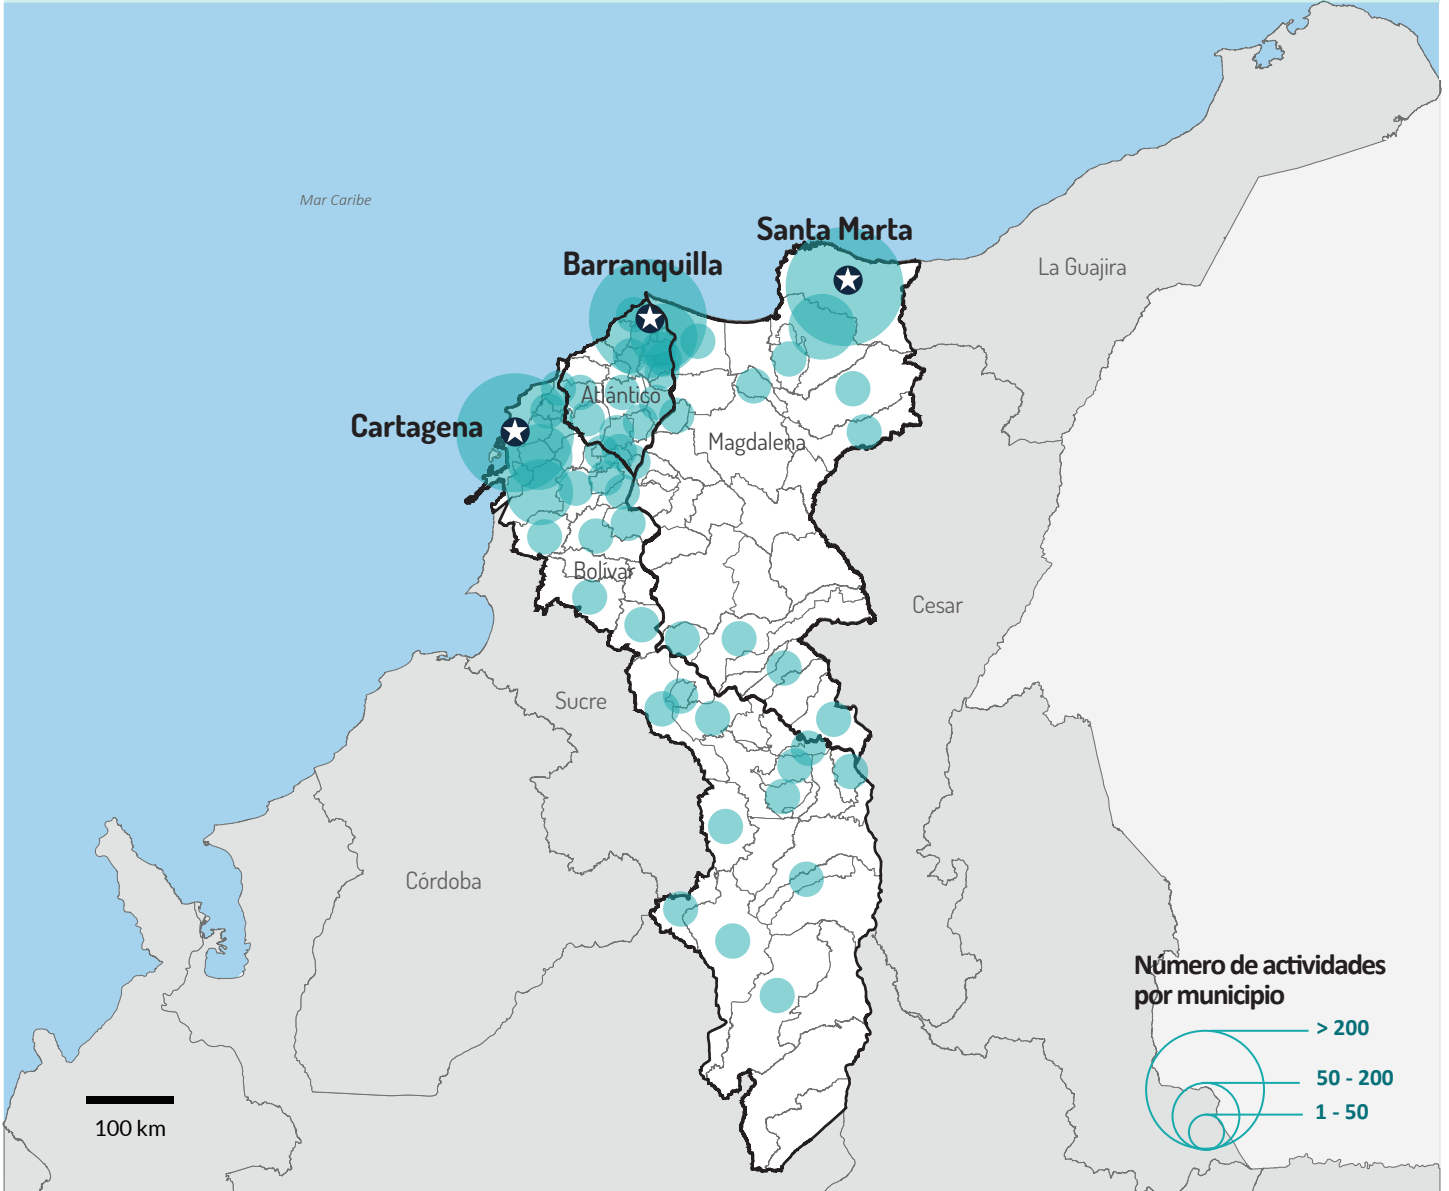 Mar Caribe
Santa Marta
Barranquilla
La Guajira
Atlántico
Cartagena
Magdalena
Bolívar
Cesar
Sucre
Córdoba
Número de actividades
por municipio
> 200
50 - 200
1 - 50
100 km